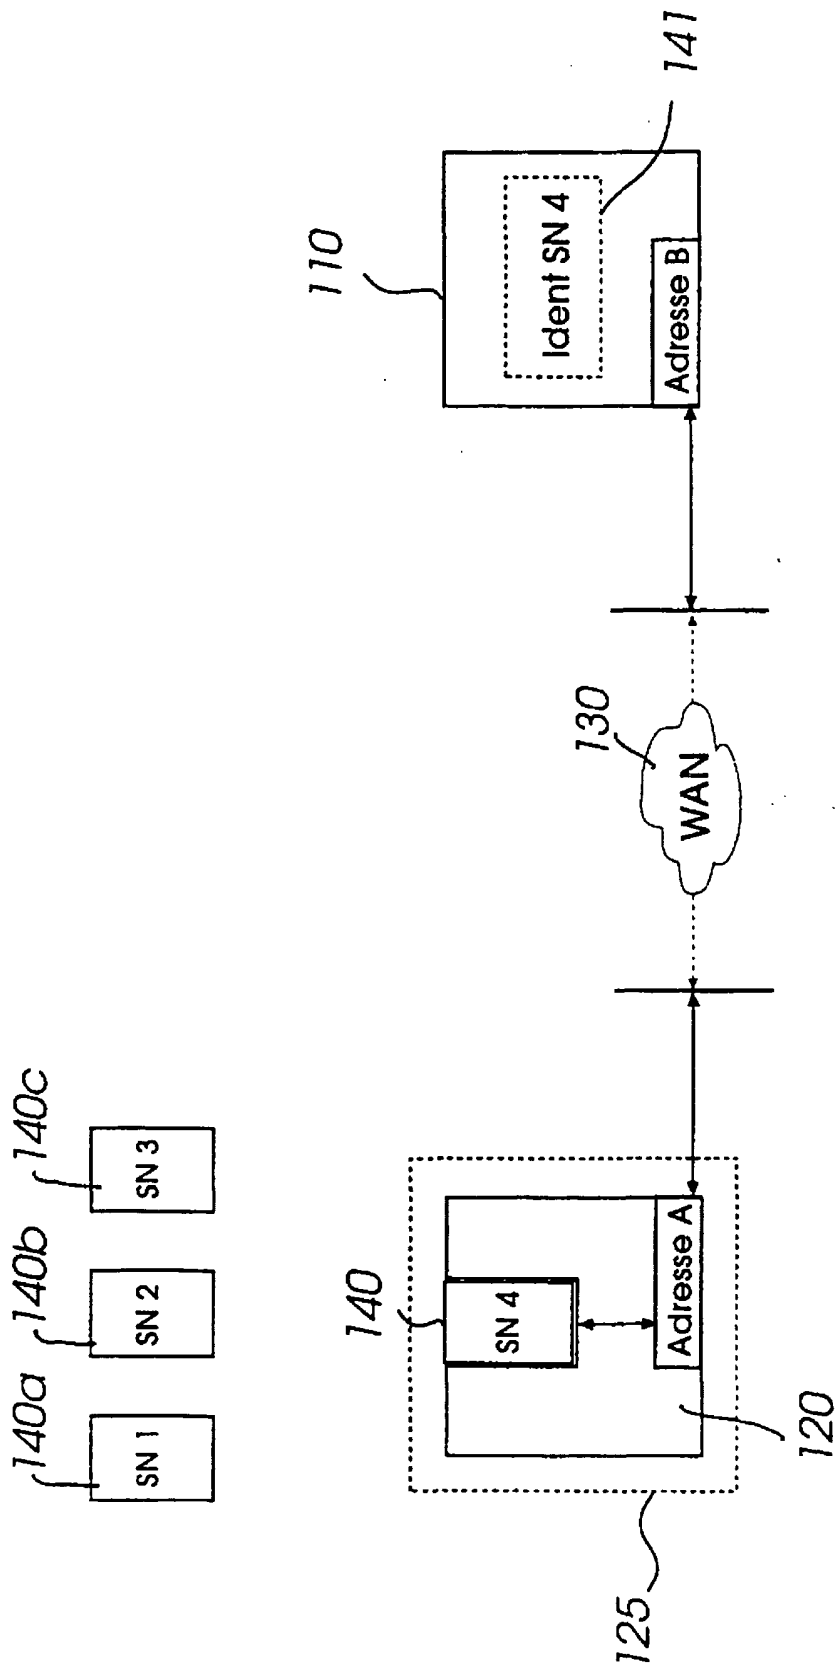 140a
140b
140c
SN 1
SN 2
SN 3
140
110
SN 4
Ident SN 4
130
141
Adresse A
WAN
Adresse B
125
120